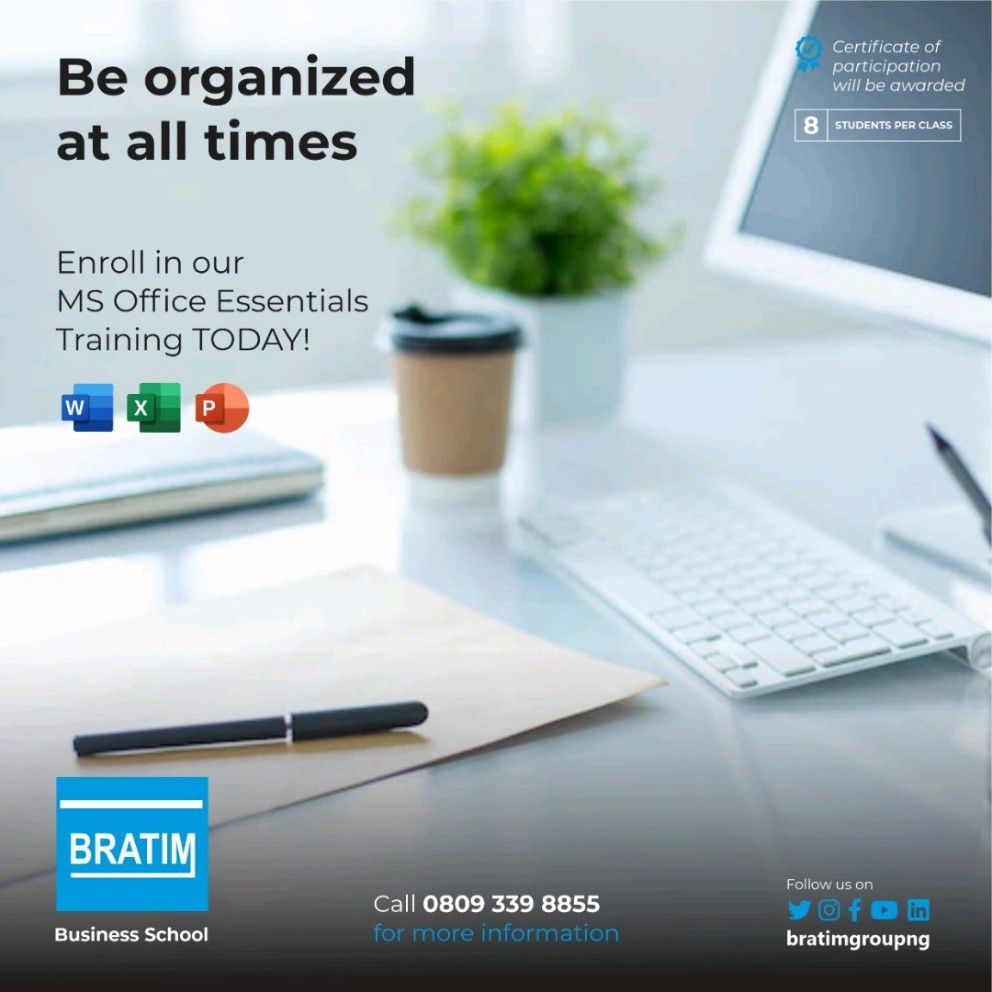 Be organized
at all times
Certificate of
participation
will be awarded
8 STUDENTS PER CLASS
Enroll in our
MS Office Essentials
Training TODAY!
W X P
BRATIM
Business School
Call 0809 339 8855
for more information
Follow us on
bratimgroupng